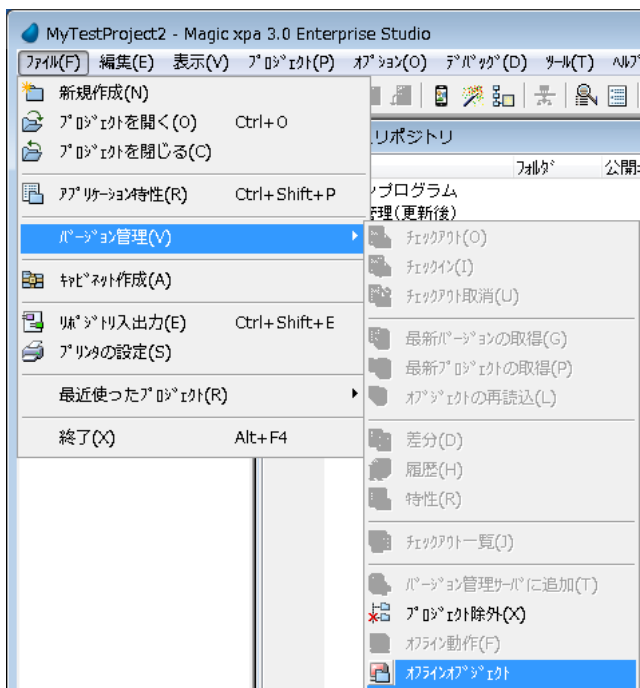 MyTestProject2 - Magic xpa 3.0 Enterprise Studio
ﾌｧｲﾙ(F) 編集(E) 表示(V) ﾌﾟﾛｼﾞｪｸﾄ(P) ｵﾌﾟｼｮﾝ(O) ﾃﾞﾊﾞｯｸﾞ(D) ﾂｰﾙ(T) ﾍﾙﾌﾟ
新規作成(N)
ﾌﾟﾛｼﾞｪｸﾄを開く(O) Ctrl+O
ﾌﾟﾛｼﾞｪｸﾄを閉じる(C)
ｱﾌﾟﾘｹｰｼｮﾝ特性(R) Ctrl+Shift+P
ﾊﾞｰｼﾞｮﾝ管理(V)
ｷｬﾋﾞﾈｯﾄ作成(A)
ﾘﾎﾟｼﾞﾄﾘ入出力(E) Ctrl+Shift+E
ﾌﾟﾘﾝﾀの設定(S)
最近使ったﾌﾟﾛｼﾞｪｸﾄ(R)
終了(X) Alt+F4
リポジトリ
ﾌｫﾙﾀﾞ 公開
ンプログラム
管理(更新後)
ﾁｪｯｸｱｳﾄ(O)
ﾁｪｯｸｲﾝ(I)
ﾁｪｯｸｱｳﾄ取消(U)
最新ﾊﾞｰｼﾞｮﾝの取得(G)
最新ﾌﾟﾛｼﾞｪｸﾄの取得(P)
ｵﾌﾞｼﾞｪｸﾄの再読込(L)
差分(D)
履歴(H)
特性(R)
ﾁｪｯｸｱｳﾄ一覧(J)
ﾊﾞｰｼﾞｮﾝ管理ｻｰﾊﾞに追加(T)
ﾌﾟﾛｼﾞｪｸﾄ除外(X)
ｵﾌﾗｲﾝ動作(F)
ｵﾌﾗｲﾝｵﾌﾞｼﾞｪｸﾄ